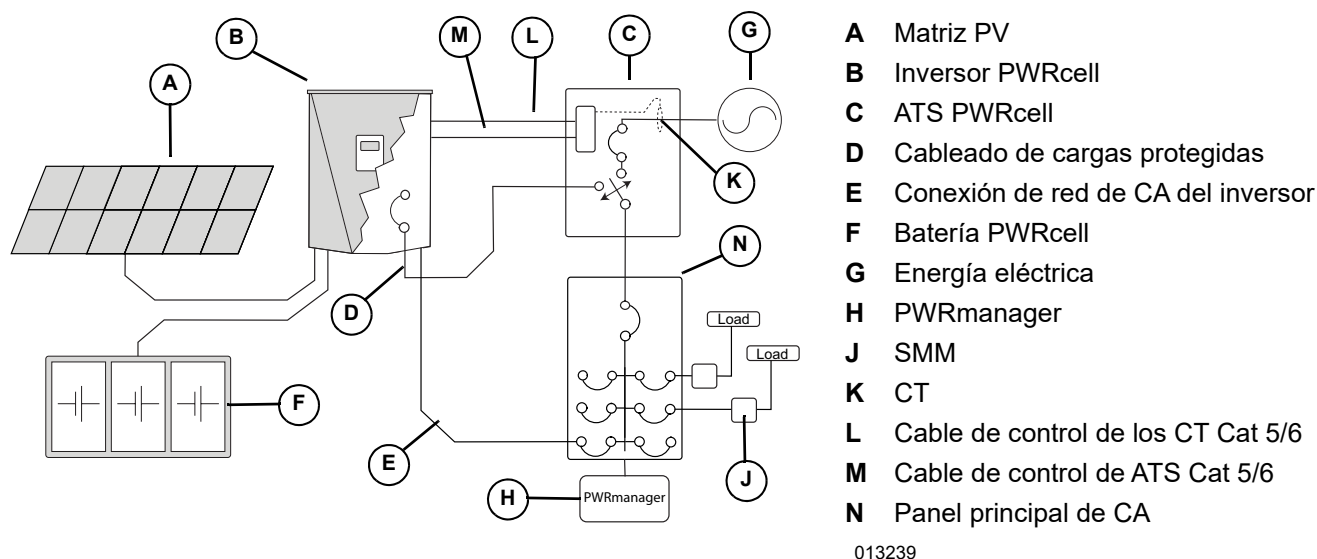 B
M
L
C
G
A
K
N
D
Load
Load
F
E
H
PWRmanager
J
A Matriz PV
B Inversor PWRcell
C ATS PWRcell
D Cableado de cargas protegidas
E Conexión de red de CA del inversor
F Batería PWRcell
G Energía eléctrica
H PWRmanager
J SMM
K CT
L Cable de control de los CT Cat 5/6
M Cable de control de ATS Cat 5/6
N Panel principal de CA
013239